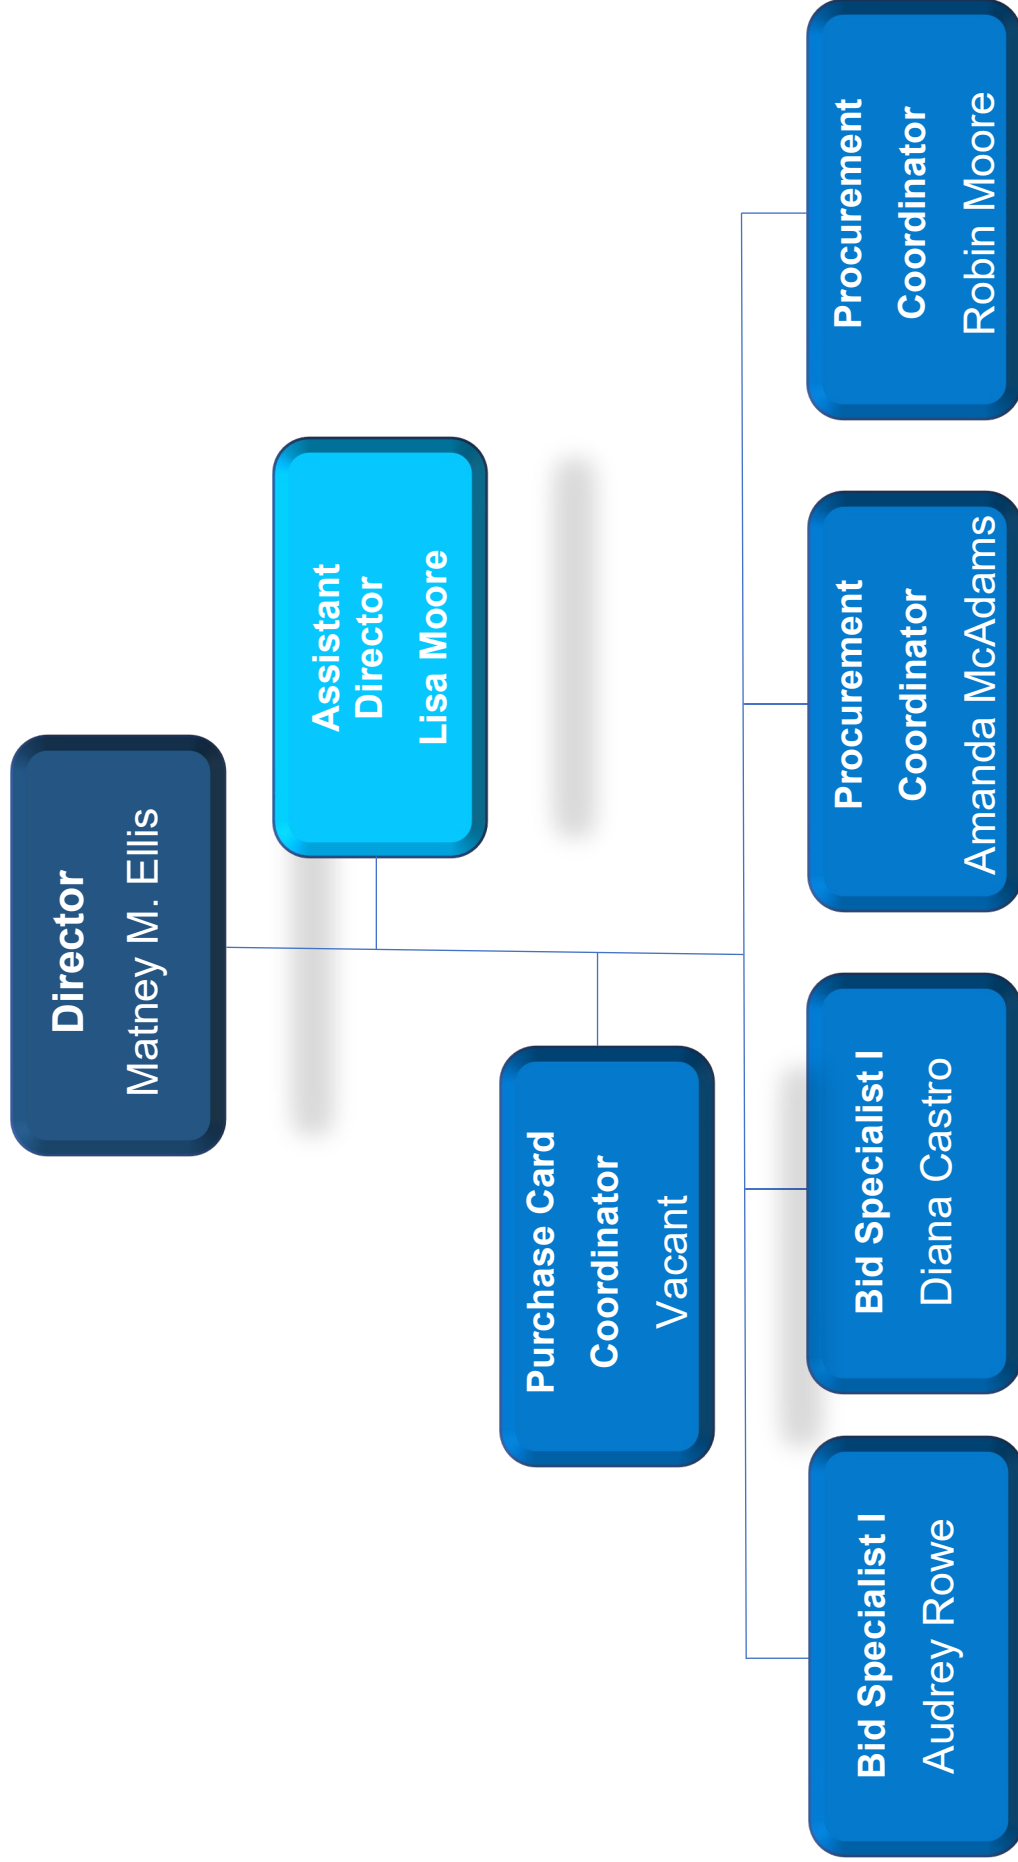 Director
Matney M. Ellis
Assistant
Director
Lisa Moore
Purchase Card
Coordinator
Vacant
Bid Specialist I
Audrey Rowe
Bid Specialist I
Diana Castro
Procurement
Coordinator
Amanda McAdams
Procurement
Coordinator
Robin Moore